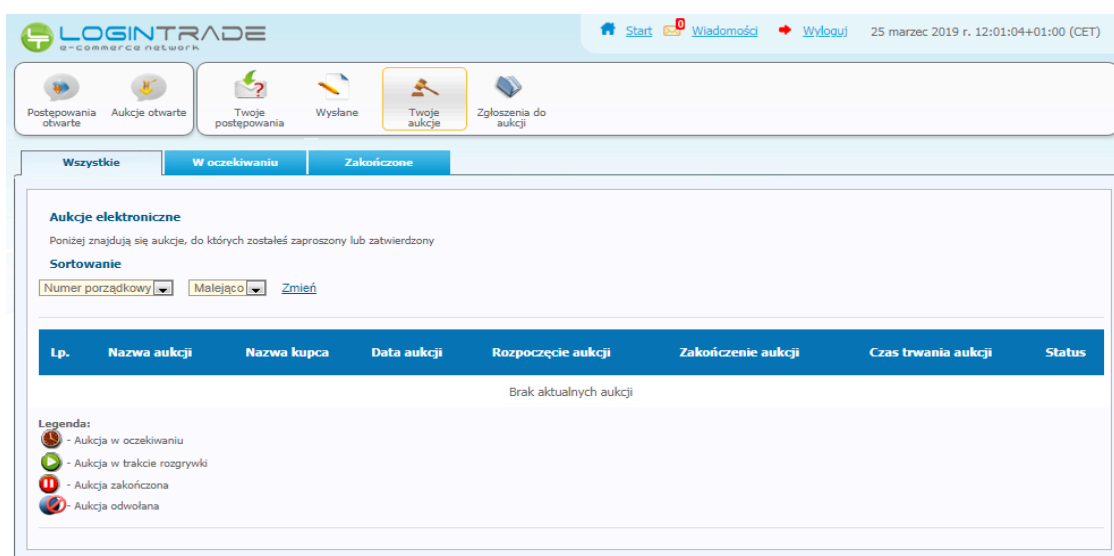 LOGINTRADE
e-commerce network
Start 0 Wiadomości Wyloguj 25 marzec 2019 r. 12:01:04+01:00 (CET)
Postępowania otwarte
Aukcje otwarte
Twoje postępowania
Wysłane
Twoje aukcje
Zgłoszenia do aukcji
Wszystkie W oczekiwaniu Zakończone
Aukcje elektroniczne
Poniżej znajdują się aukcje, do których zostałeś zaproszony lub zatwierdzony
Sortowanie
Numer porządkowy Malejąco Zmień
Lp. Nazwa aukcji Nazwa kupca Data aukcji Rozpoczęcie aukcji Zakończenie aukcji Czas trwania aukcji Status
Brak aktualnych aukcji
Legenda:
- Aukcja w oczekiwaniu
- Aukcja w trakcie rozgrywki
- Aukcja zakończona
- Aukcja odwołana